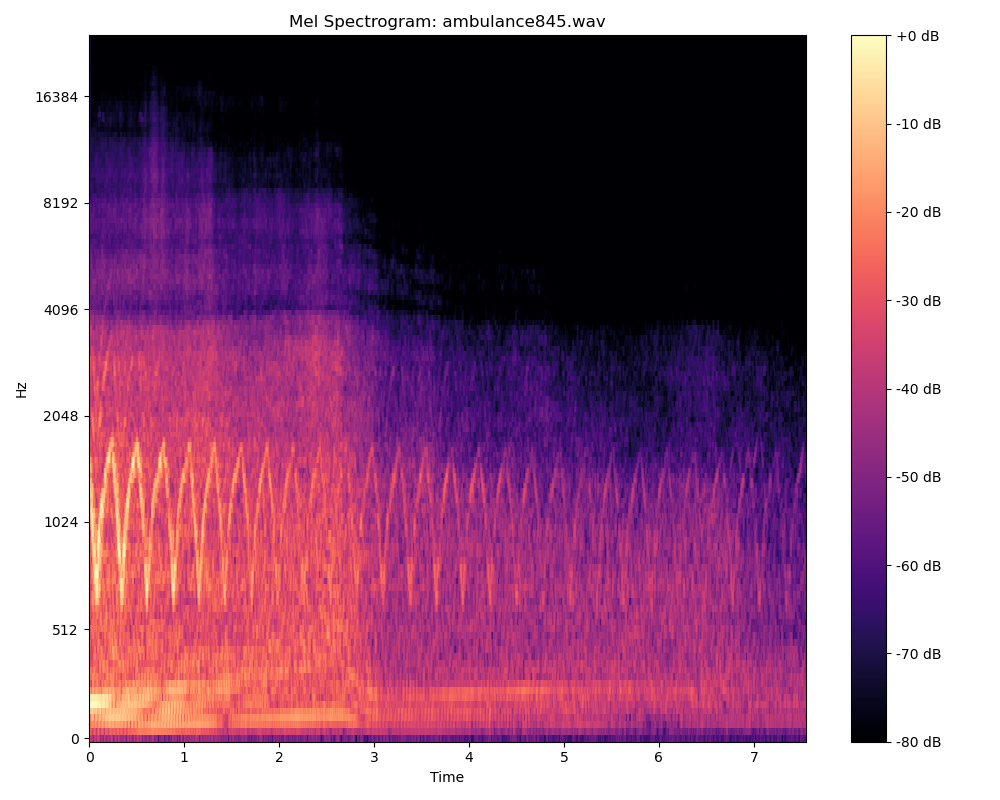 Mel Spectrogram: ambulance845.wav
16384
8192
4096
2048
1024
512
0
Hz
0 1 2 3 4 5 6 7
Time
+0 dB
-10 dB
-20 dB
-30 dB
-40 dB
-50 dB
-60 dB
-70 dB
-80 dB